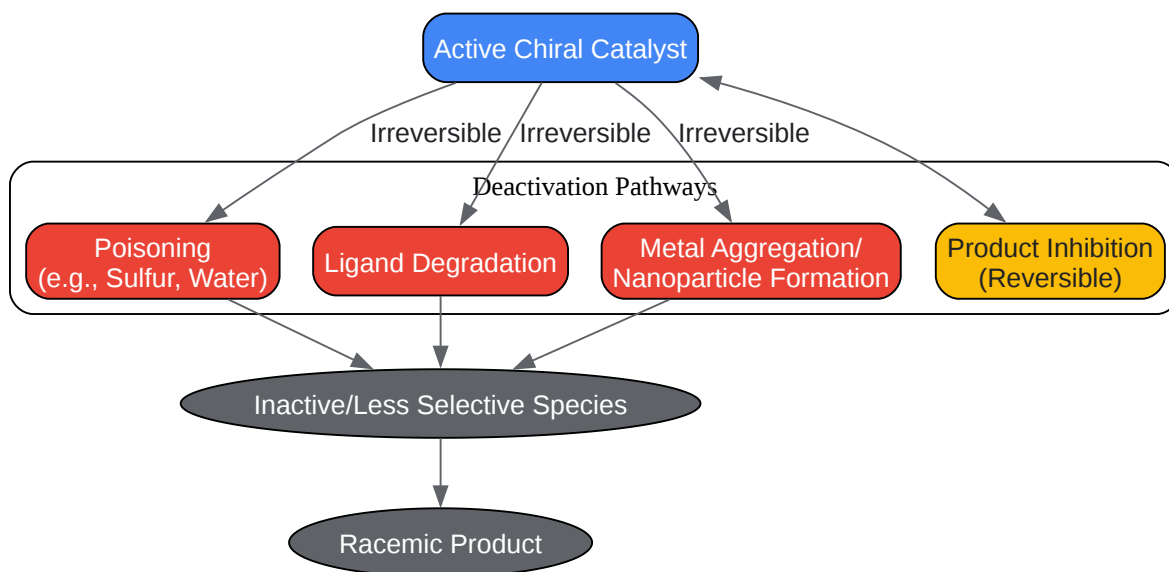 Active Chiral Catalyst
Irreversible
Irreversible
Irreversible
Deactivation Pathways
Poisoning
(e.g., Sulfur, Water)
Ligand Degradation
Metal Aggregation/
Nanoparticle Formation
Product Inhibition
(Reversible)
Inactive/Less Selective Species
Racemic Product